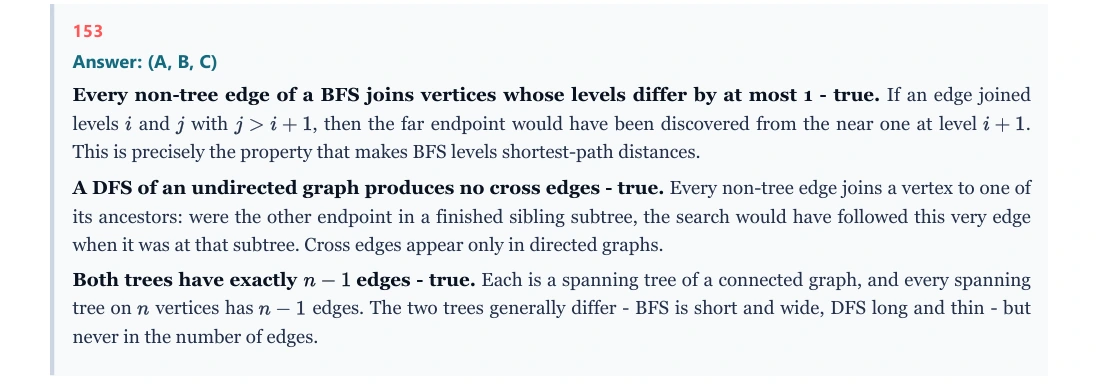 153
Answer: (A, B, C)
Every non-tree edge of a BFS joins vertices whose levels differ by at most 1 - true. If an edge joined
levels i and j with j > i + 1, then the far endpoint would have been discovered from the near one at level i + 1.
This is precisely the property that makes BFS levels shortest-path distances.
A DFS of an undirected graph produces no cross edges - true. Every non-tree edge joins a vertex to one of
its ancestors: were the other endpoint in a finished sibling subtree, the search would have followed this very edge
when it was at that subtree. Cross edges appear only in directed graphs.
Both trees have exactly n − 1 edges - true. Each is a spanning tree of a connected graph, and every spanning
tree on n vertices has n − 1 edges. The two trees generally differ - BFS is short and wide, DFS long and thin - but
never in the number of edges.